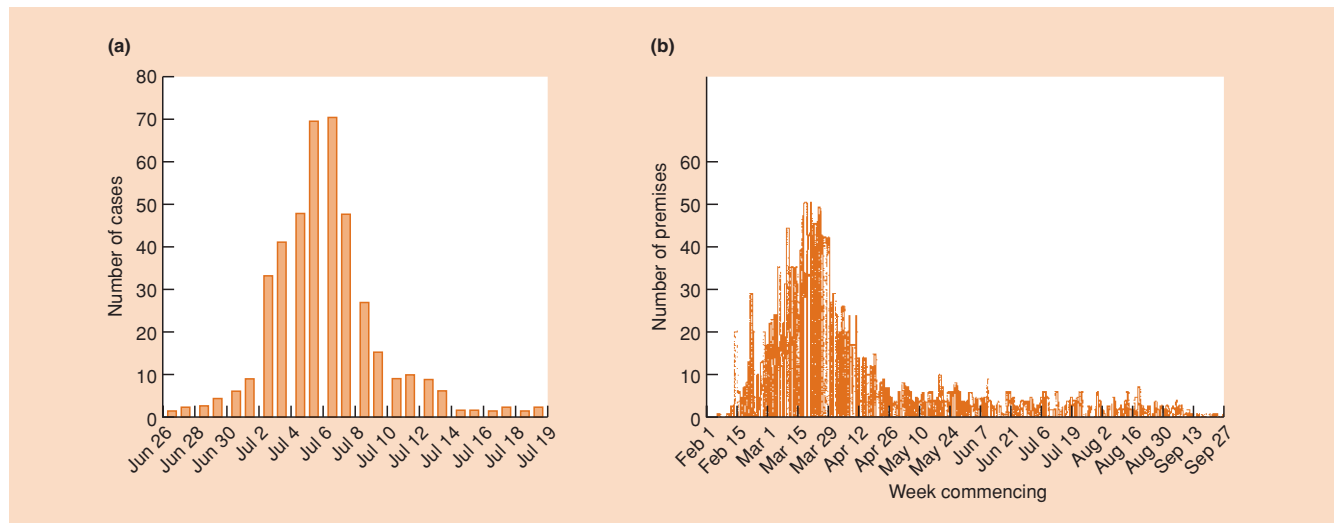 (a)
Number of cases
80
70
60
50
40
30
20
10
0
Jun 26
Jun 28
Jun 30
Jul 2
Jul 4
Jul 6
Jul 8
Jul 10
Jul 12
Jul 14
Jul 16
Jul 18
Jul 19
(b)
Number of premises
60
50
40
30
20
10
0
Feb 1
Feb 15
Mar 1
Mar 15
Mar 29
Apr 12
Apr 26
May 10
May 24
Jun 7
Jun 21
Jul 6
Jul 19
Aug 2
Aug 16
Aug 30
Sep 13
Sep 27
Week commencing